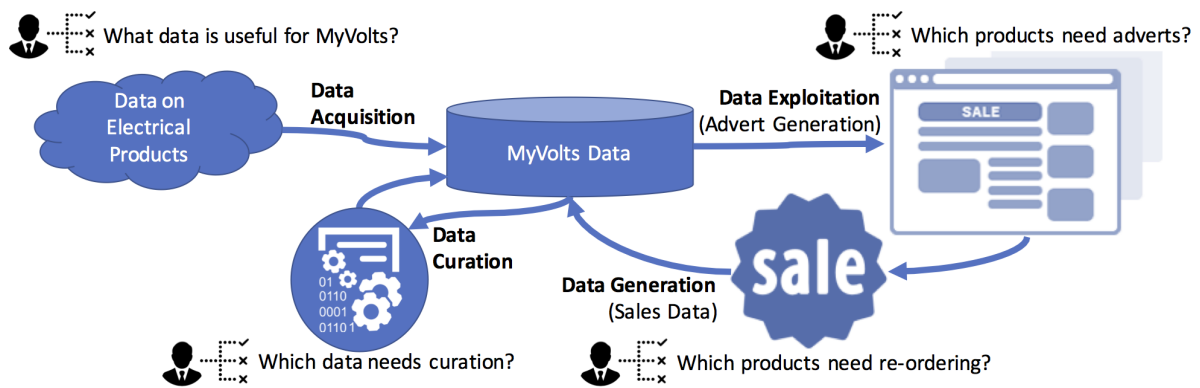 What data is useful for MyVolts?
Which products need adverts?
Data on
Electrical
Products
Data
Acquisition
MyVolts Data
Data Exploitation
(Advert Generation)
SALE
Data
Curation
01
0110
0001
01101
Data Generation
(Sales Data)
sale
Which data needs curation?
Which products need re-ordering?